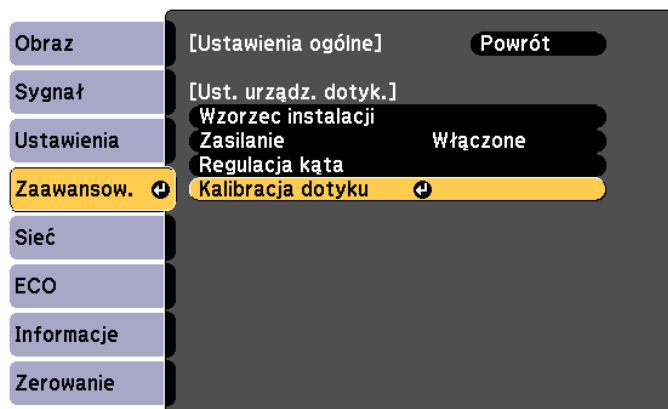 Obraz
Sygnał
Ustawienia
Zaawansow.
Sieć
ECO
Informacje
Zerowanie
[Ustawienia ogólne] Powrót
[Ust. urządz. dotyk.]
Wzorzec instalacji
Zasilanie Włączone
Regulacja kąta
Kalibracja dotyku